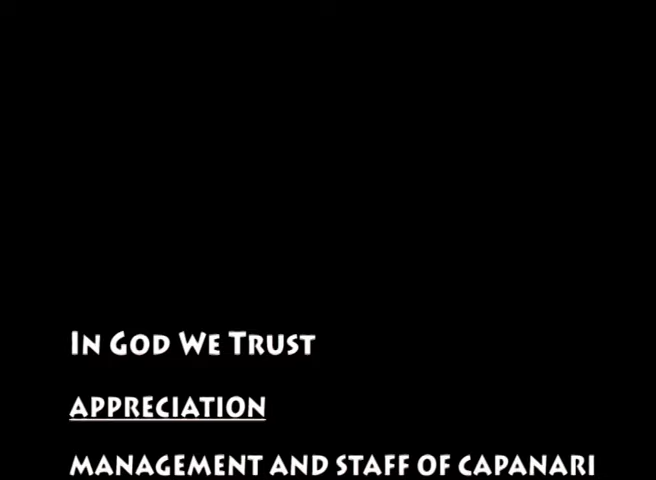 In God We Trust
APPRECIATION
MANAGEMENT AND STAFF OF CAPANARI